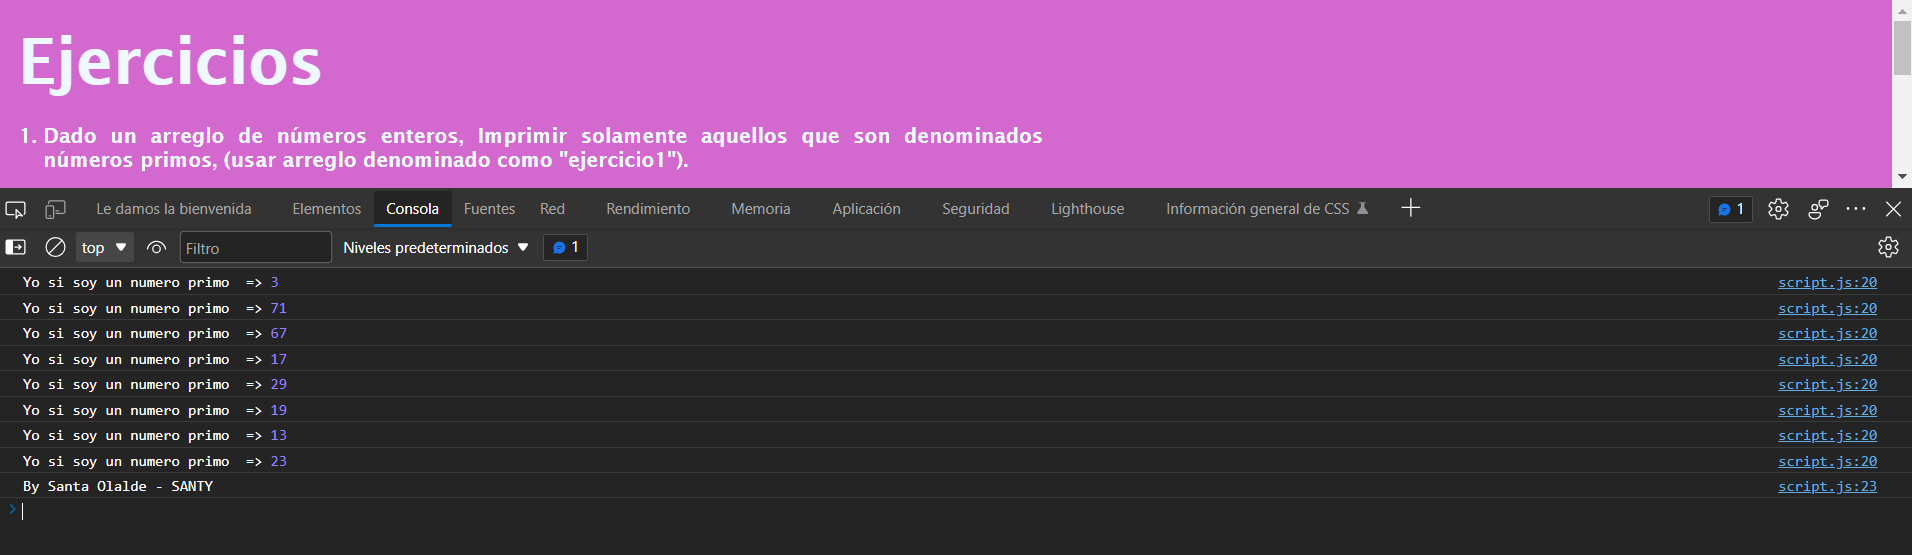 Ejercicios
1. Dado un arreglo de números enteros, Imprimir solamente aquellos que son denominados
números primos, (usar arreglo denominado como "ejercicio1").
Le damos la bienvenida Elementos Consola Fuentes Red Rendimiento Memoria Aplicación Seguridad Lighthouse Información general de CSS 1
top Filtro Niveles predeterminados 1
Yo si soy un numero primo => 3 script.js:20
Yo si soy un numero primo => 71 script.js:20
Yo si soy un numero primo => 67 script.js:20
Yo si soy un numero primo => 17 script.js:20
Yo si soy un numero primo => 29 script.js:20
Yo si soy un numero primo => 19 script.js:20
Yo si soy un numero primo => 13 script.js:20
Yo si soy un numero primo => 23 script.js:20
By Santa Olalde - SANTY script.js:23